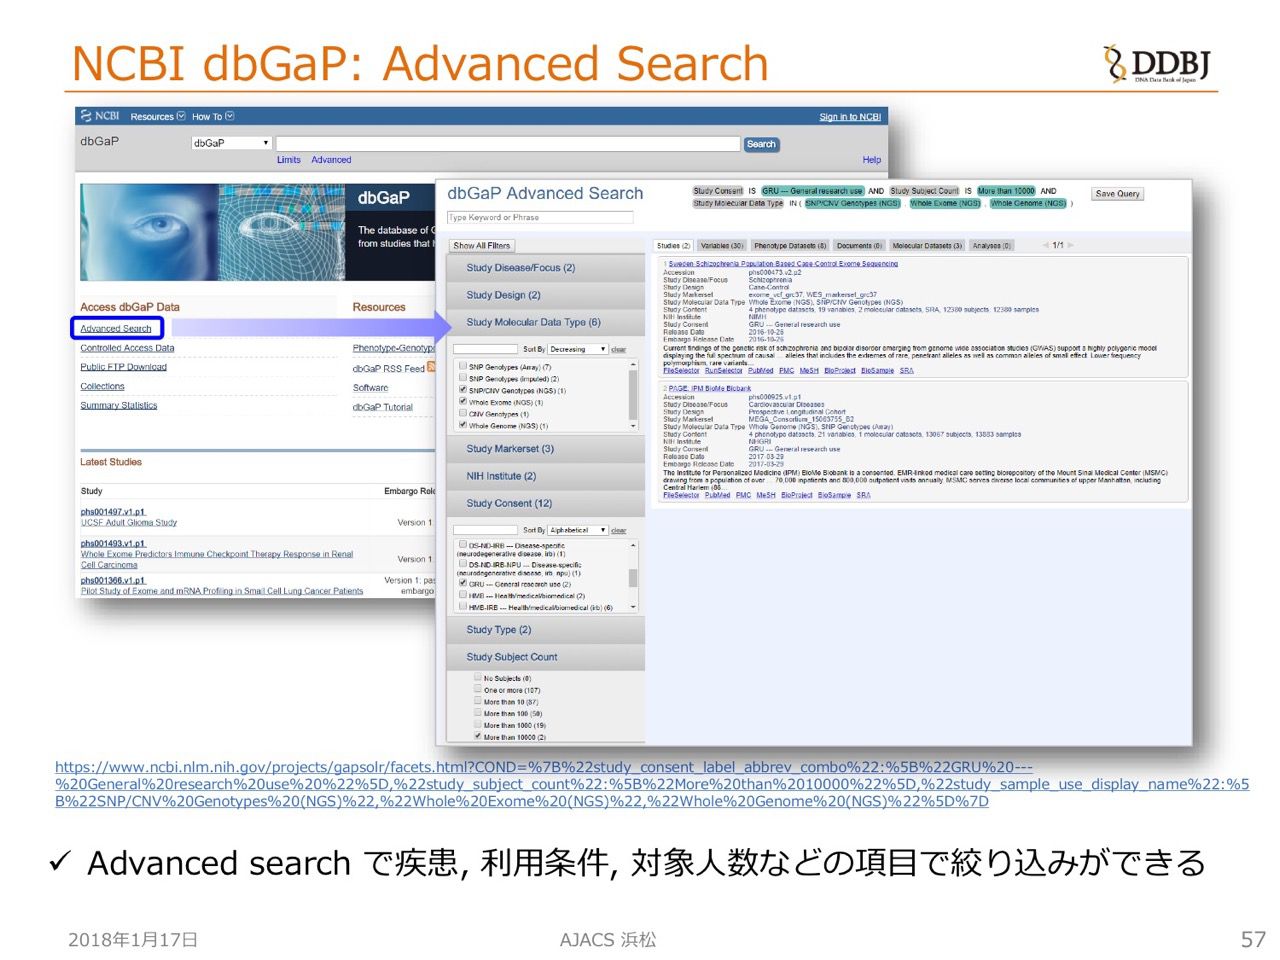 NCBI dbGaP: Advanced Search
DDBJ
DNA Data Bank of Japan
NCBI Resources How To Sign in to NCBI
dbGaP dbGaP Search
Limits Advanced Help
dbGaP
The database of G
from studies that h
Access dbGaP Data Resources
Advanced Search
Controlled Access Data Phenotype-Genotyp
Public FTP Download dbGaP RSS Feed
Collections Software
Summary Statistics dbGaP Tutorial
Latest Studies
Study Embargo Rele
phs001497.v1.p1
UCSF Adult Glioma Study Version 1:
phs001493.v1.p1
Whole Exome Predictors Immune Checkpoint Therapy Response in Renal
Cell Carcinoma Version 1:
phs001366.v1.p1 Version 1: pas
Pilot Study of Exome and mRNA Profiling in Small Cell Lung Cancer Patients embargo
dbGaP Advanced Search
Study Consent IS GRU --- General research use AND Study Subject Count IS More than 10000 AND
Study Molecular Data Type IN ( SNP/CNV Genotypes (NGS) , Whole Exome (NGS) , Whole Genome (NGS) )
Save Query
Type Keyword or Phrase
Show All Filters
Study Disease/Focus (2)
Study Design (2)
Study Molecular Data Type (6)
Sort By Decreasing clear
SNP Genotypes (Array) (7)
SNP Genotypes (imputed) (2)
SNP/CNV Genotypes (NGS) (1)
Whole Exome (NGS) (1)
CNV Genotypes (1)
Whole Genome (NGS) (1)
Study Markerset (3)
NIH Institute (2)
Study Consent (12)
Sort By Alphabetical clear
DS-ND-IRB --- Disease-specific
(neurodegenerative disease, irb) (1)
DS-ND-IRB-NPU --- Disease-specific
(neurodegenerative disease, irb, npu) (1)
GRU --- General research use (2)
HMB --- Health/medical/biomedical (2)
HMB-IRB --- Health/medical/biomedical (irb) (6)
Study Type (2)
Study Subject Count
No Subjects (0)
One or more (107)
More than 10 (87)
More than 100 (50)
More than 1000 (19)
More than 10000 (2)
Studies (2) Variables (30) Phenotype Datasets (8) Documents (0) Molecular Datasets (3) Analyses (0) 1/1
1 Sweden-Schizophrenia Population-Based Case-Control Exome Sequencing
Accession phs000473.v2.p2
Study Disease/Focus Schizophrenia
Study Design Case-Control
Study Markerset exome_vcf_grc37, WES_markerset_grc37
Study Molecular Data Type Whole Exome (NGS), SNP/CNV Genotypes (NGS)
Study Content 4 phenotype datasets, 19 variables, 2 molecular datasets, SRA, 12380 subjects, 12380 samples
NIH Institute NIMH
Study Consent GRU --- General research use
Release Date 2016-10-26
Embargo Release Date 2016-10-26
Current findings of the genetic risk of schizophrenia and bipolar disorder emerging from genome wide association studies (GWAS) support a highly polygenic model
displaying the full spectrum of causal ... alleles that includes the extremes of rare, penetrant alleles as well as common alleles of small effect. Lower frequency
polymorphism, rare variants...
FileSelector RunSelector PubMed PMC MeSH BioProject BioSample SRA
2 PAGE: IPM BioMe Biobank
Accession phs000925.v1.p1
Study Disease/Focus Cardiovascular Diseases
Study Design Prospective Longitudinal Cohort
Study Markerset MEGA_Consortium_15063755_B2
Study Molecular Data Type Whole Genome (NGS), SNP Genotypes (Array)
Study Content 4 phenotype datasets, 21 variables, 1 molecular datasets, 13067 subjects, 13883 samples
NIH Institute NHGRI
Study Consent GRU --- General research use
Release Date 2017-03-29
Embargo Release Date 2017-03-29
The Institute for Personalized Medicine (IPM) BioMe Biobank is a consented, EMR-linked medical care setting biorepository of the Mount Sinai Medical Center (MSMC)
drawing from a population of over ... 70,000 inpatients and 800,000 outpatient visits annually. MSMC serves diverse local communities of upper Manhattan, including
Central Harlem (86...
FileSelector PubMed PMC MeSH BioProject BioSample SRA
https://www.ncbi.nlm.nih.gov/projects/gapsolr/facets.html?COND=%7B%22study_consent_label_abbrev_combo%22:%5B%22GRU%20---
%20General%20research%20use%20%22%5D,%22study_subject_count%22:%5B%22More%20than%2010000%22%5D,%22study_sample_use_display_name%22:%5
B%22SNP/CNV%20Genotypes%20(NGS)%22,%22Whole%20Exome%20(NGS)%22,%22Whole%20Genome%20(NGS)%22%5D%7D
✓ Advanced search で疾患, 利用条件, 対象人数などの項目で絞り込みができる
2018年1月17日 AJACS 浜松 57